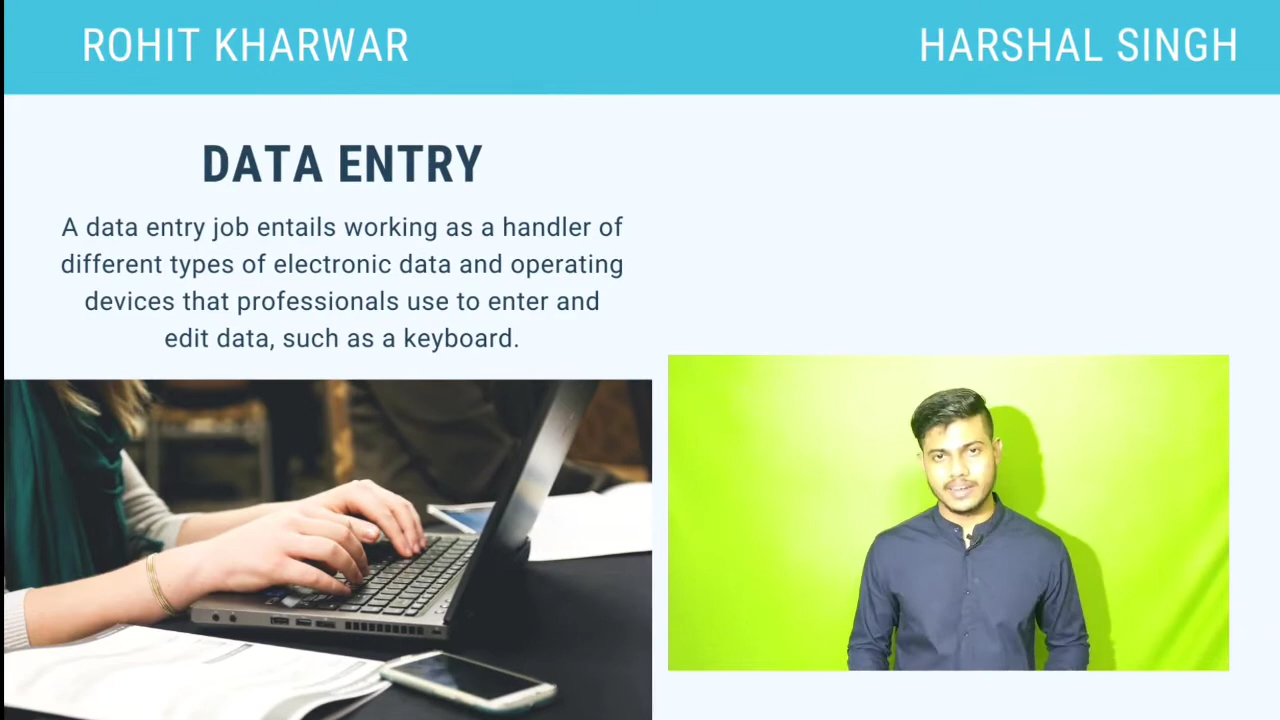 ROHIT KHARWAR
HARSHAL SINGH
DATA ENTRY
A data entry job entails working as a handler of
different types of electronic data and operating
devices that professionals use to enter and
edit data, such as a keyboard.